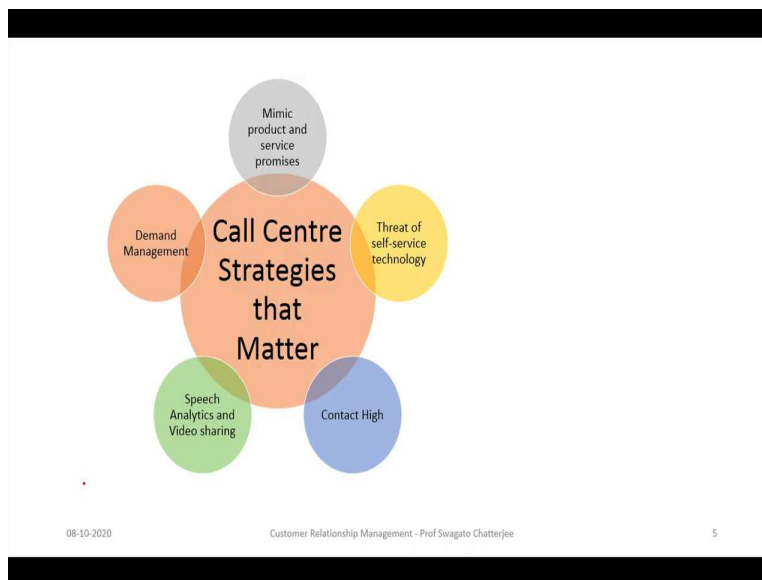 Mimic
product and
service
promises
Call Centre
Strategies
that
Matter
Demand
Management
Threat of
self-service
technology
Speech
Analytics and
Video sharing
Contact High
08-10-2020
Customer Relationship Management - Prof Swagato Chatterjee
5